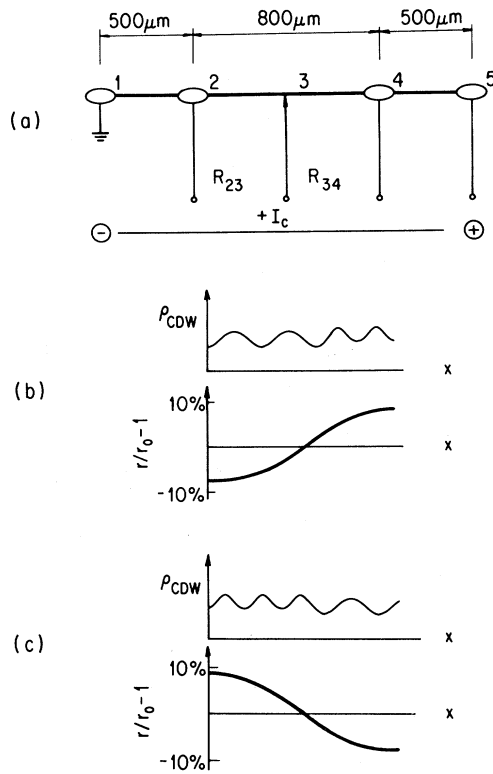 500μm 800μm 500μm
1 2 3 4 5
(a)
R23 R34
+ Ic
− +
(b)
ρCDW
x
r/r0-1
10%
x
-10%
(c)
ρCDW
x
r/r0-1
10%
x
-10%